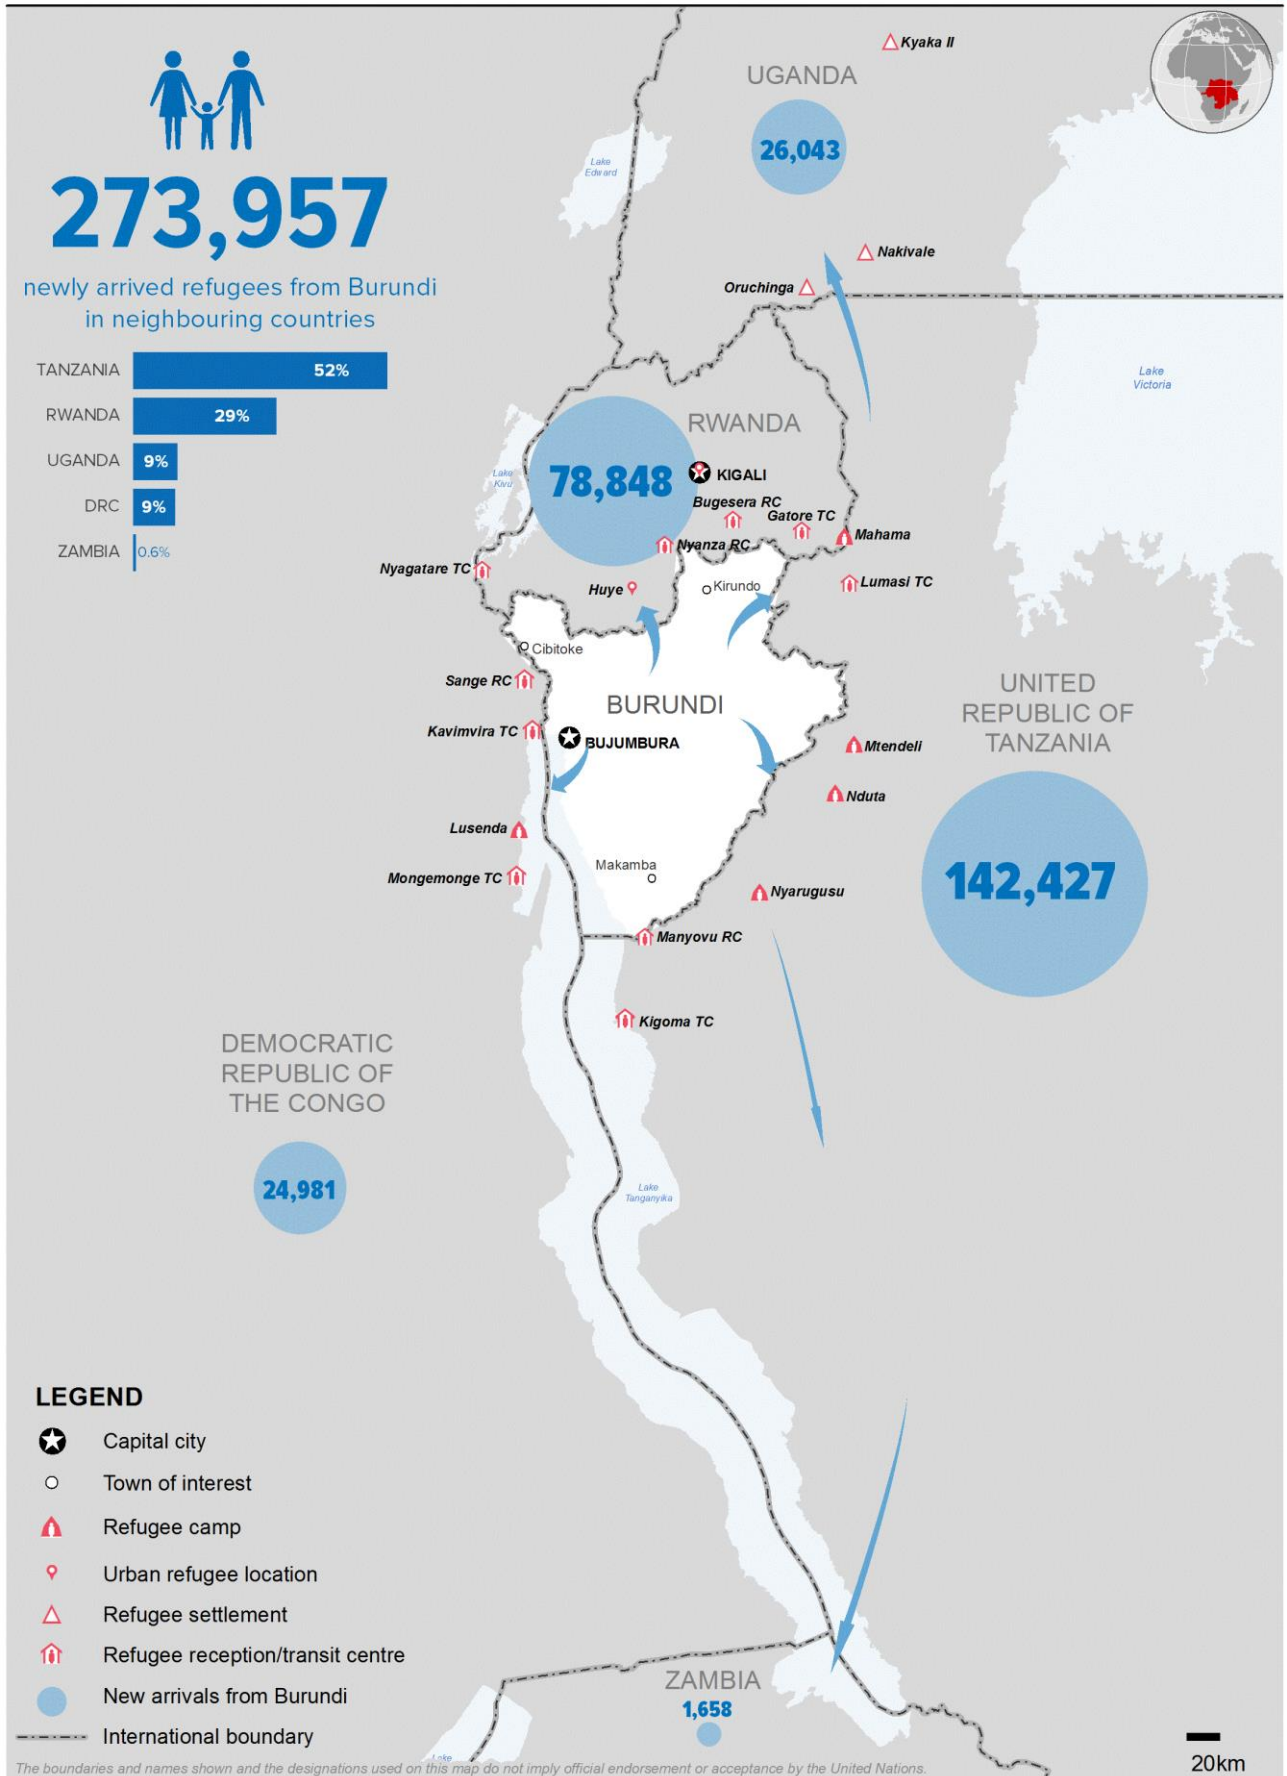 Kyaka II
UGANDA
26,043
Lake
Edward
273,957
newly arrived refugees from Burundi
in neighbouring countries
Nakivale
Oruchinga
TANZANIA 52%
RWANDA 29%
UGANDA 9%
DRC 9%
ZAMBIA 0.6%
Lake
Victoria
RWANDA
78,848
KIGALI
Lake
Kivu
Bugesera RC
Gatore TC
Mahama
Nyanza RC
Nyagatare TC
Lumasi TC
Huye
Kirundo
Cibitoke
Sange RC
BURUNDI
UNITED
REPUBLIC OF
TANZANIA
Kavimvira TC
BUJUMBURA
Mtendeli
Nduta
142,427
Lusenda
Makamba
Mongemonge TC
Nyarugusu
Manyovu RC
Kigoma TC
DEMOCRATIC
REPUBLIC OF
THE CONGO
24,981
Lake
Tanganyika
LEGEND
Capital city
Town of interest
Refugee camp
Urban refugee location
Refugee settlement
Refugee reception/transit centre
New arrivals from Burundi
International boundary
ZAMBIA
1,658
Lake
20km
The boundaries and names shown and the designations used on this map do not imply official endorsement or acceptance by the United Nations.